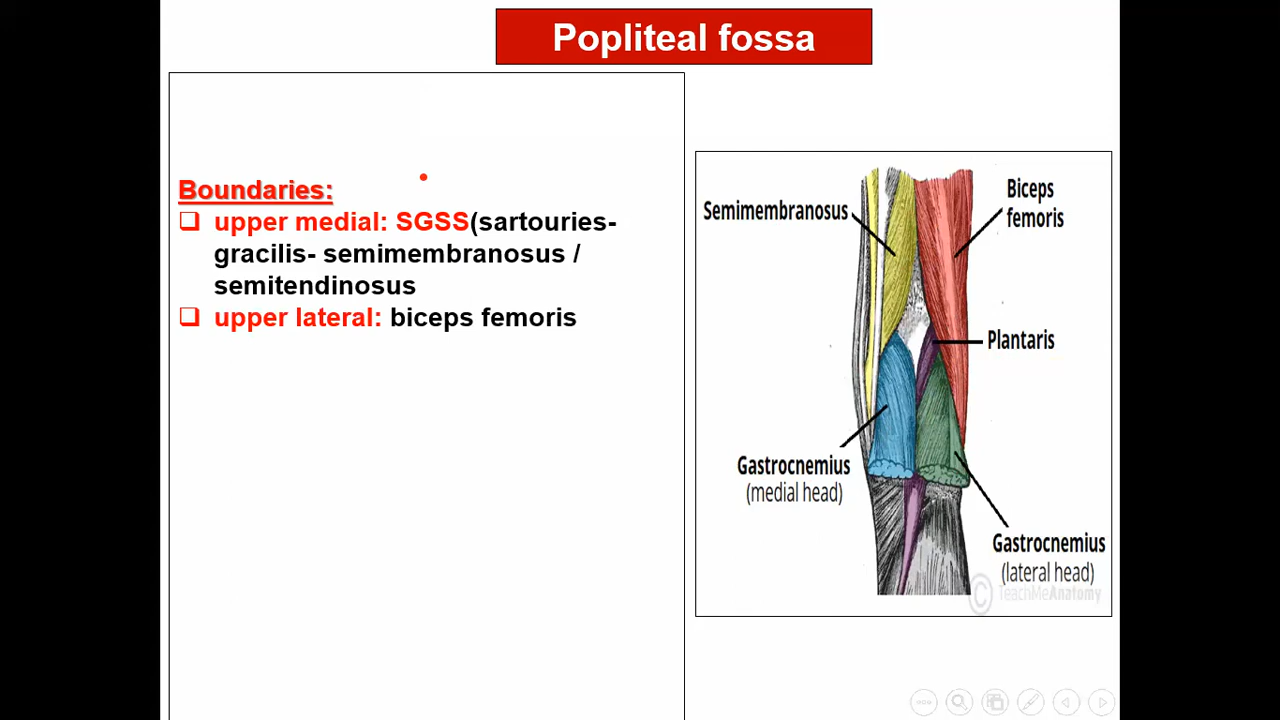 Popliteal fossa
Boundaries:
upper medial: SGSS(sartouries-
gracilis- semimembranosus /
semitendinosus
upper lateral: biceps femoris
Semimembranosus
Biceps
femoris
Plantaris
Gastrocnemius
(medial head)
Gastrocnemius
(lateral head)
© TeachMeAnatomy